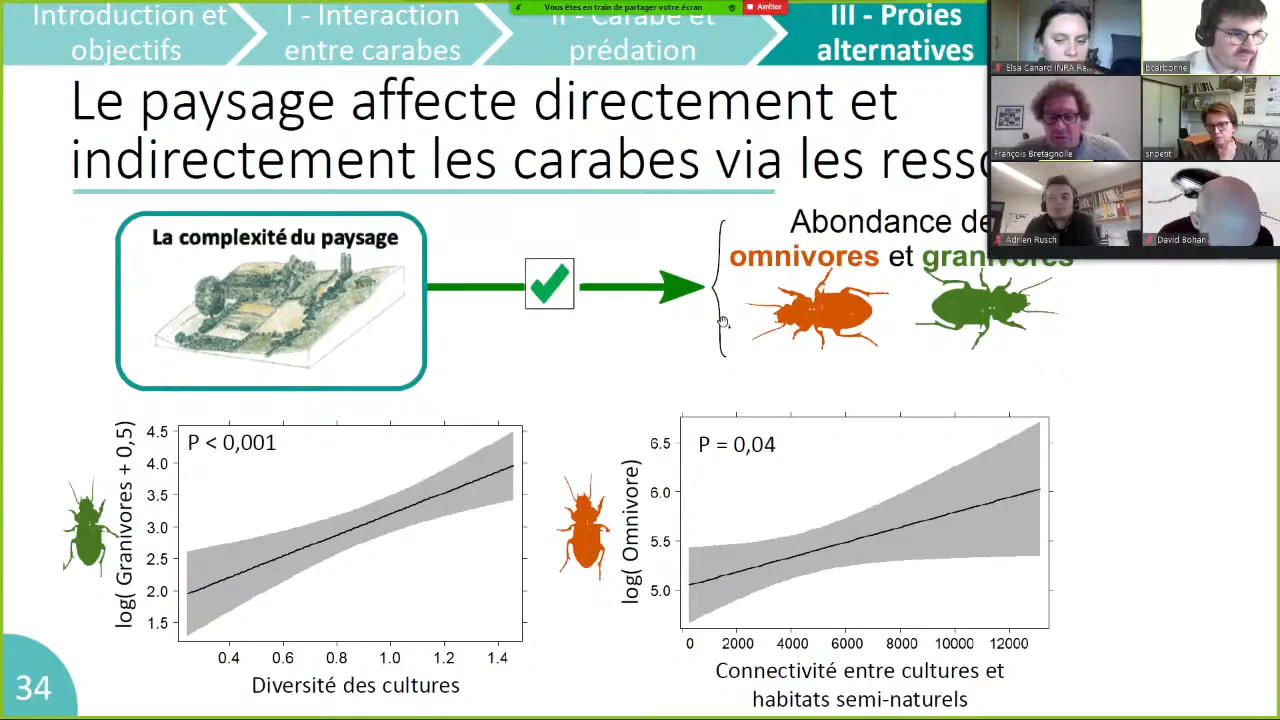 Introduction et
objectifs
I - Interaction
entre carabes
II - Carabe et
prédation
III - Proies
alternatives
Vous êtes en train de partager votre écran
Arrêter
Elsa Canard INRA Re...
bcarbonne
François Bretagnolle
snpetit
Adrien Rusch
David Bohan
Le paysage affecte directement et
indirectement les carabes via les resso
La complexité du paysage
Abondance de
omnivores et granivores
log( Granivores + 0,5)
4.5
4.0
3.5
3.0
2.5
2.0
1.5
P < 0,001
0.4 0.6 0.8 1.0 1.2 1.4
Diversité des cultures
log( Omnivore)
6.5
6.0
5.5
5.0
P = 0,04
0 2000 4000 6000 8000 10000 12000
Connectivité entre cultures et
habitats semi-naturels
34